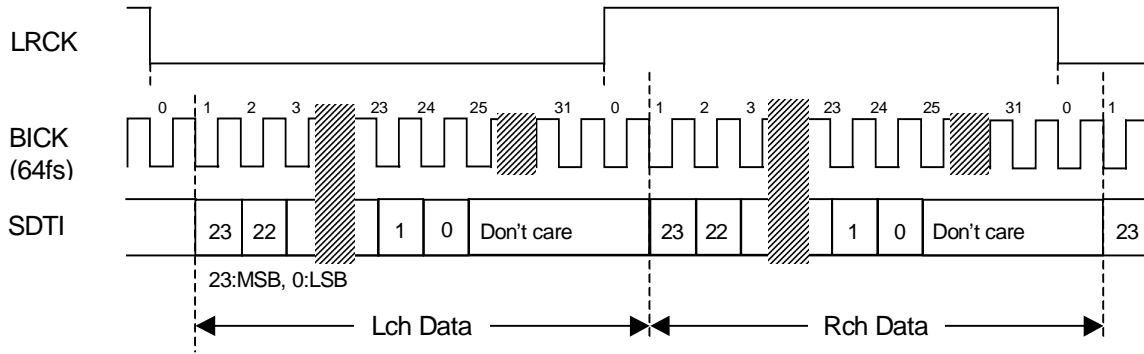 LRCK
0 1 2 3 23 24 25 31 0 1 2 3 23 24 25 31 0 1
BICK
(64fs)
SDTI
23 22 1 0 Don't care 23 22 1 0 Don't care 23
23:MSB, 0:LSB
Lch Data Rch Data